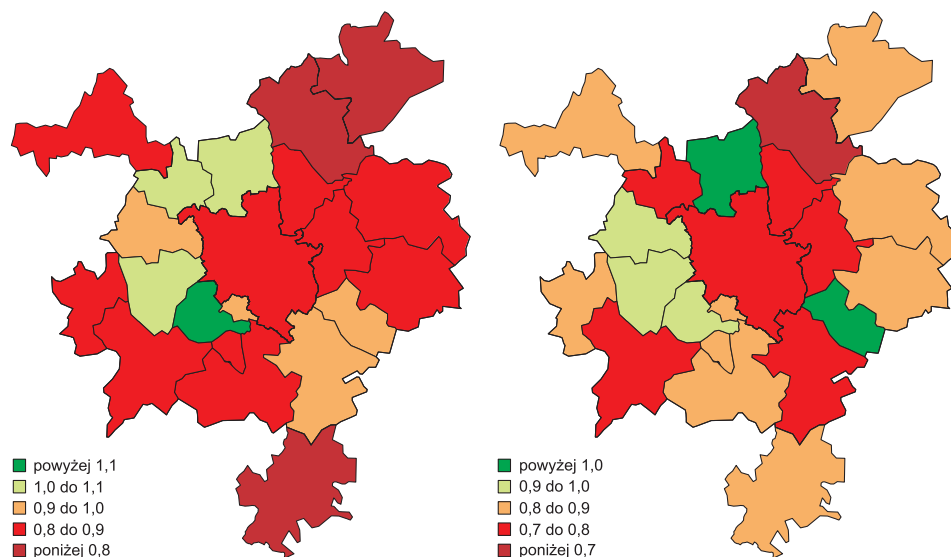 powyżej 1,1
1,0 do 1,1
0,9 do 1,0
0,8 do 0,9
poniżej 0,8
powyżej 1,0
0,9 do 1,0
0,8 do 0,9
0,7 do 0,8
poniżej 0,7